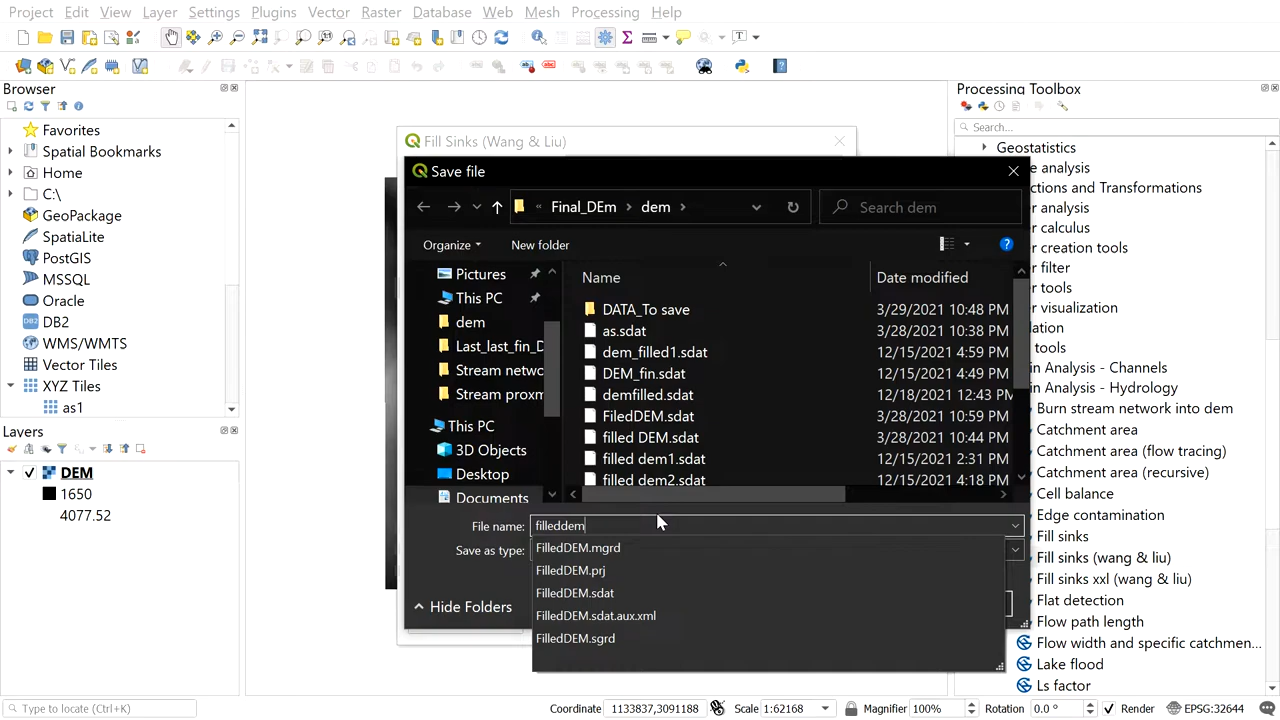 Project Edit View Layer Settings Plugins Vector Raster Database Web Mesh Processing Help
Browser
Favorites
Spatial Bookmarks
Home
C:\
GeoPackage
SpatiaLite
PostGIS
MSSQL
Oracle
DB2
WMS/WMTS
Vector Tiles
XYZ Tiles
as1
Layers
DEM
1650
4077.52
Fill Sinks (Wang & Liu)
Save file
« Final_DEm › dem ›
Search dem
Organize
New folder
Name
Date modified
Pictures
This PC
dem
Last_last_fin_D
Stream netwo
Stream proxm
This PC
3D Objects
Desktop
Documents
DATA_To save 3/29/2021 10:48 PM
as.sdat 3/28/2021 10:38 PM
dem_filled1.sdat 12/15/2021 4:59 PM
DEM_fin.sdat 12/15/2021 4:49 PM
demfilled.sdat 12/18/2021 12:43 PM
FiledDEM.sdat 3/28/2021 10:59 PM
filled DEM.sdat 3/28/2021 10:44 PM
filled dem1.sdat 12/15/2021 2:31 PM
filled dem2.sdat 12/15/2021 4:18 PM
File name: filleddem
Save as type:
FilledDEM.mgrd
FilledDEM.prj
FilledDEM.sdat
FilledDEM.sdat.aux.xml
FilledDEM.sgrd
Hide Folders
Processing Toolbox
Search...
Geostatistics
e analysis
ections and Transformations
r analysis
r calculus
r creation tools
r filter
r tools
r visualization
lation
tools
in Analysis - Channels
in Analysis - Hydrology
Burn stream network into dem
Catchment area
Catchment area (flow tracing)
Catchment area (recursive)
Cell balance
Edge contamination
Fill sinks
Fill sinks (wang & liu)
Fill sinks xxl (wang & liu)
Flat detection
Flow path length
Flow width and specific catchmen...
Lake flood
Ls factor
Type to locate (Ctrl+K)
Coordinate 1133837,3091188 Scale 1:62168 Magnifier 100% Rotation 0.0 ° Render EPSG:32644